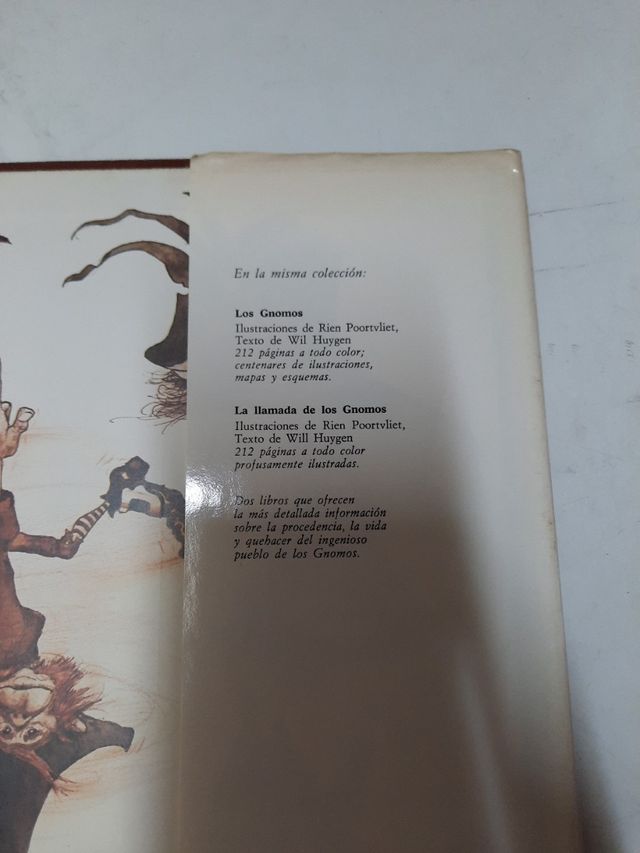 En la misma colección:
Los Gnomos
Ilustraciones de Rien Poortvliet,
Texto de Wil Huygen
212 páginas a todo color;
centenares de ilustraciones,
mapas y esquemas.
La llamada de los Gnomos
Ilustraciones de Rien Poortvliet,
Texto de Will Huygen
212 páginas a todo color
profusamente ilustradas.
Dos libros que ofrecen
la más detallada información
sobre la procedencia, la vida
y quehacer del ingenioso
pueblo de los Gnomos.